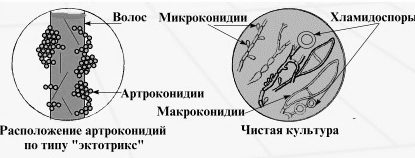 Волос
Артроконидии
Расположение артроконидий
по типу "эктотрикс"
Микроконидии
Хламидоспоры
Макроконидии
Чистая культура